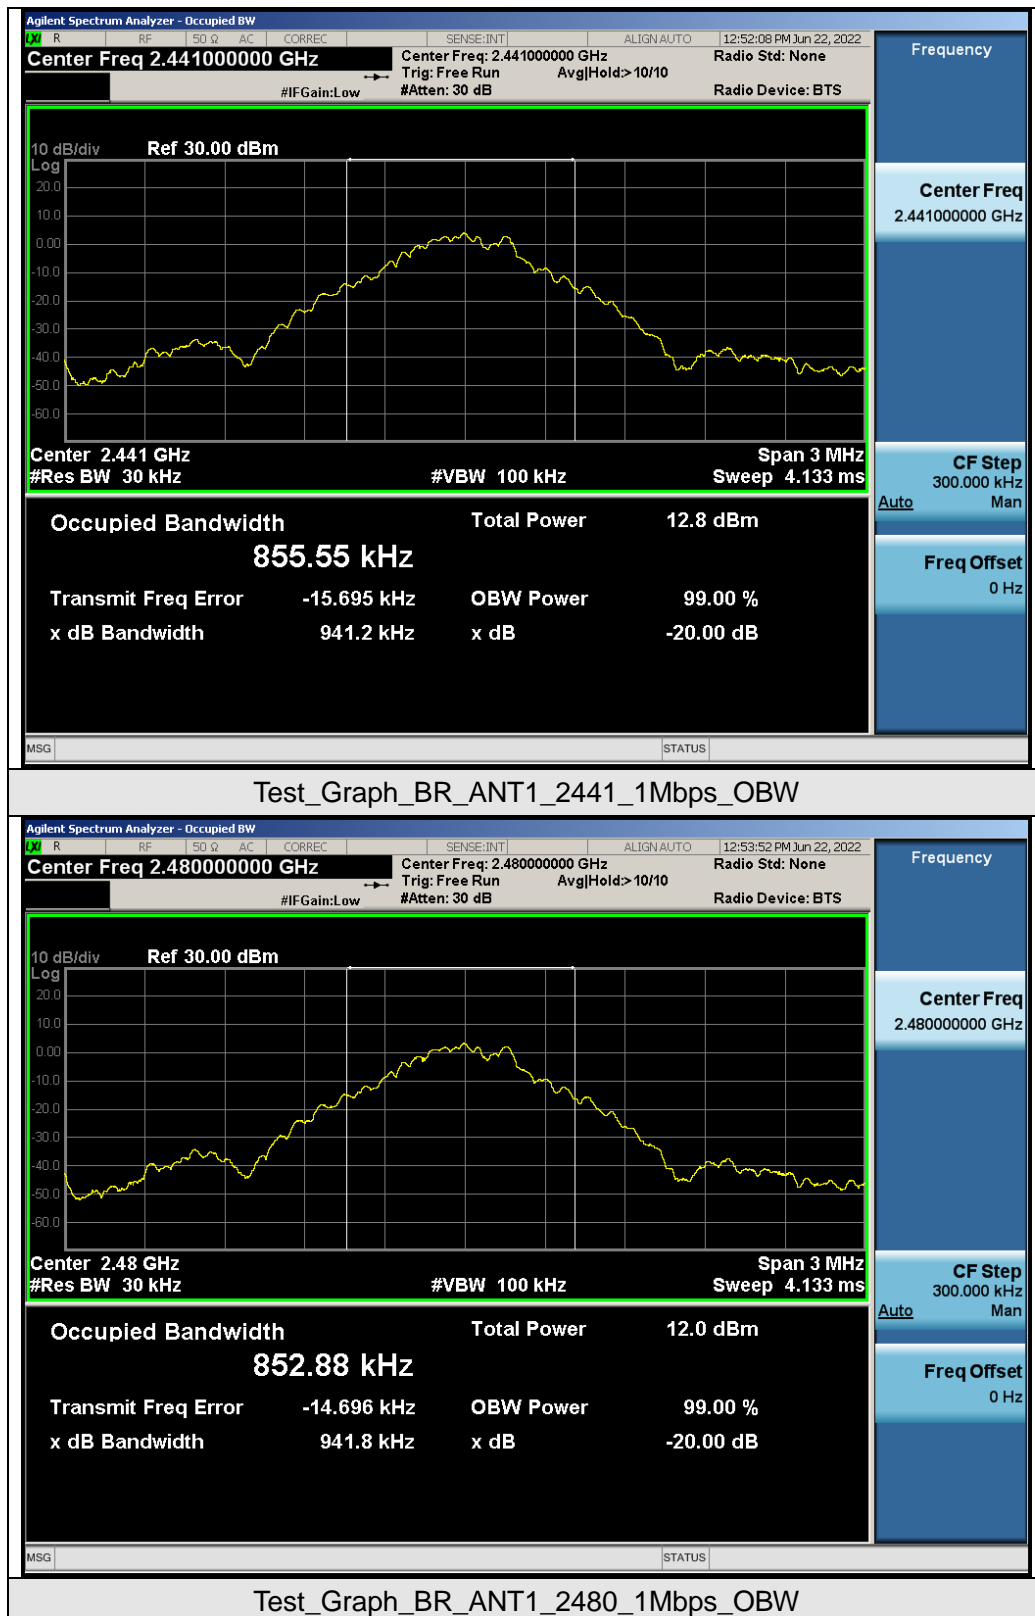 Agilent Spectrum Analyzer - Occupied BW
LXI R RF 50 Ω AC CORREC SENSE:INT ALIGN AUTO 12:52:08 PM Jun 22, 2022
Center Freq 2.441000000 GHz Center Freq: 2.441000000 GHz Radio Std: None
Trig: Free Run Avg|Hold:>10/10
#IFGain:Low #Atten: 30 dB Radio Device: BTS
Frequency
10 dB/div Ref 30.00 dBm
Log
20.0
10.0
0.00
-10.0
-20.0
-30.0
-40.0
-50.0
-60.0
Center 2.441 GHz Span 3 MHz
#Res BW 30 kHz #VBW 100 kHz Sweep 4.133 ms
Center Freq
2.441000000 GHz
CF Step
300.000 kHz
Auto Man
Freq Offset
0 Hz
Occupied Bandwidth Total Power 12.8 dBm
855.55 kHz
Transmit Freq Error -15.695 kHz OBW Power 99.00 %
x dB Bandwidth 941.2 kHz x dB -20.00 dB
MSG STATUS
Test_Graph_BR_ANT1_2441_1Mbps_OBW
Agilent Spectrum Analyzer - Occupied BW
LXI R RF 50 Ω AC CORREC SENSE:INT ALIGN AUTO 12:53:52 PM Jun 22, 2022
Center Freq 2.480000000 GHz Center Freq: 2.480000000 GHz Radio Std: None
Trig: Free Run Avg|Hold:>10/10
#IFGain:Low #Atten: 30 dB Radio Device: BTS
Frequency
10 dB/div Ref 30.00 dBm
Log
20.0
10.0
0.00
-10.0
-20.0
-30.0
-40.0
-50.0
-60.0
Center 2.48 GHz Span 3 MHz
#Res BW 30 kHz #VBW 100 kHz Sweep 4.133 ms
Center Freq
2.480000000 GHz
CF Step
300.000 kHz
Auto Man
Freq Offset
0 Hz
Occupied Bandwidth Total Power 12.0 dBm
852.88 kHz
Transmit Freq Error -14.696 kHz OBW Power 99.00 %
x dB Bandwidth 941.8 kHz x dB -20.00 dB
MSG STATUS
Test_Graph_BR_ANT1_2480_1Mbps_OBW